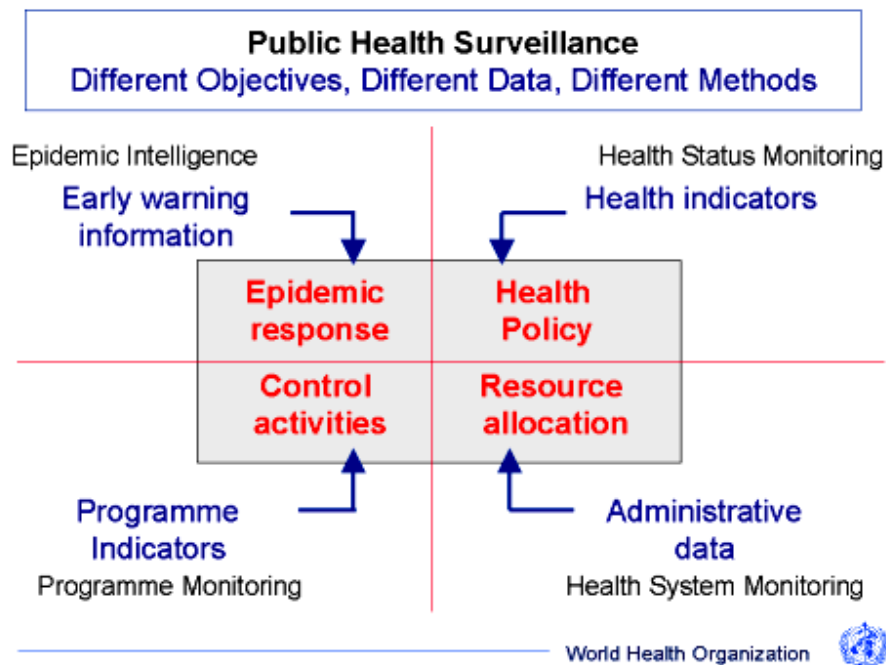 Public Health Surveillance
Different Objectives, Different Data, Different Methods
Epidemic Intelligence
Early warning
information
Health Status Monitoring
Health indicators
Epidemic
response
Health
Policy
Control
activities
Resource
allocation
Programme
Indicators
Programme Monitoring
Administrative
data
Health System Monitoring
World Health Organization